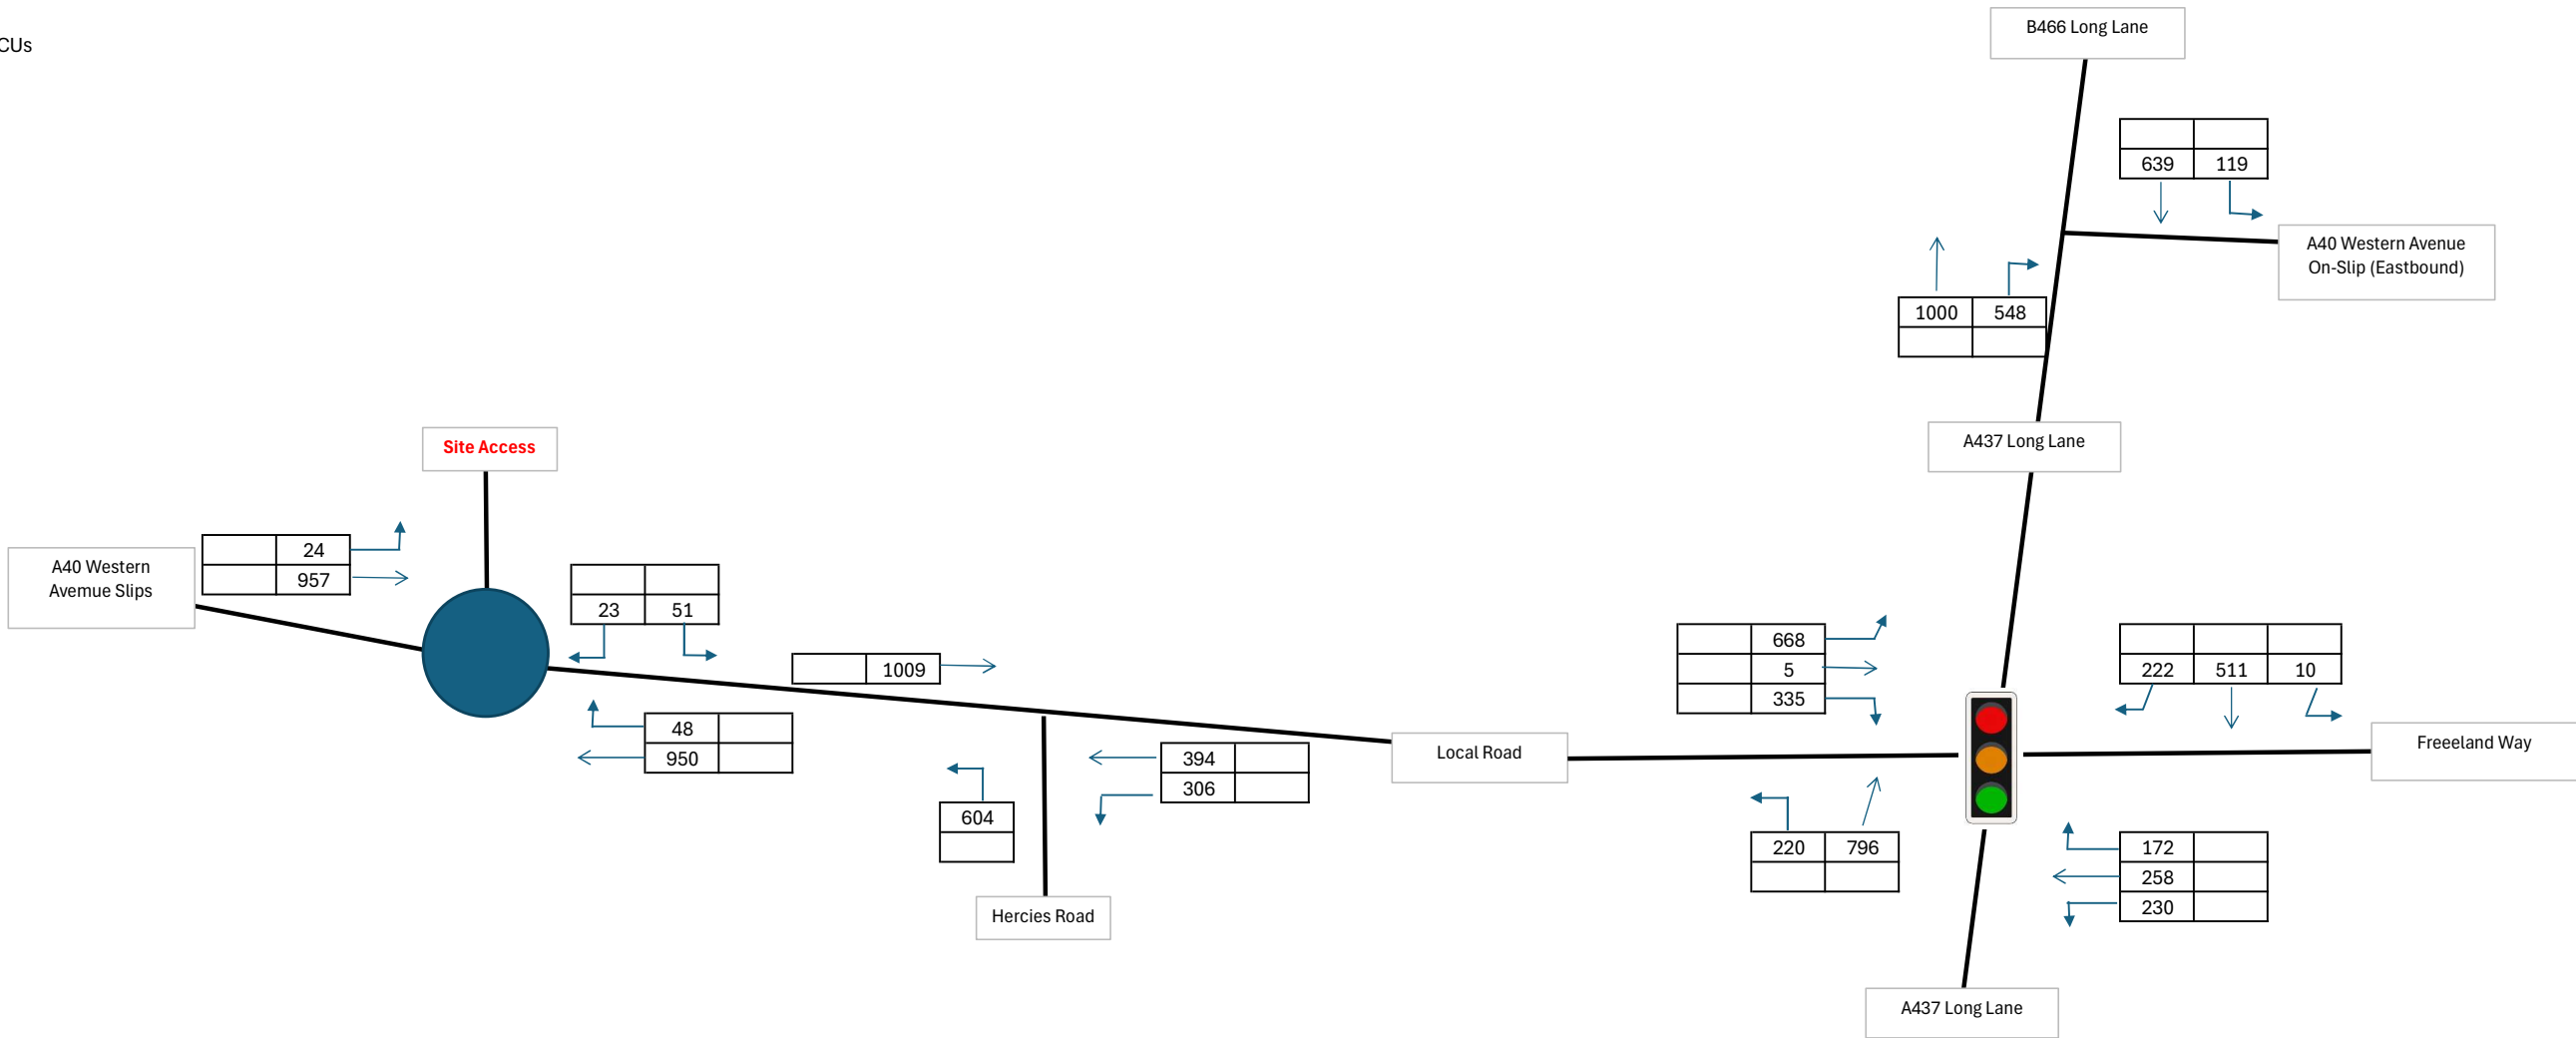 CUs
B466 Long Lane
639 119
A40 Western Avenue
On-Slip (Eastbound)
1000 548
A437 Long Lane
Site Access
A40 Western
Avemue Slips
24
957
23 51
1009
48
950
394
306
604
Hercies Road
Local Road
668
5
335
222 511 10
Freeeland Way
220 796
172
258
230
A437 Long Lane